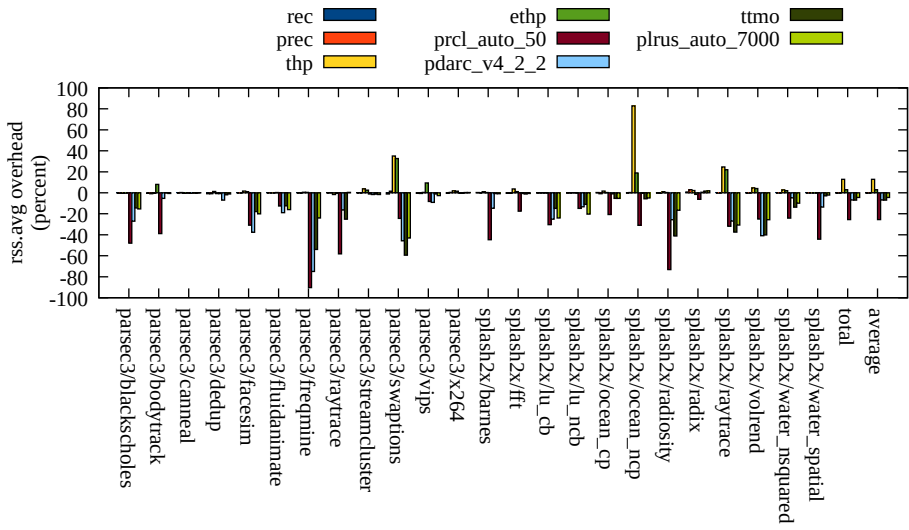 rec
prec
thp
ethp
prcl_auto_50
pdarc_v4_2_2
ttmo
plrus_auto_7000
rss.avg overhead
(percent)
100
80
60
40
20
0
-20
-40
-60
-80
-100
parsec3/blackscholes
parsec3/bodytrack
parsec3/canneal
parsec3/dedup
parsec3/facesim
parsec3/fluidanimate
parsec3/freqmine
parsec3/raytrace
parsec3/streamcluster
parsec3/swaptions
parsec3/vips
parsec3/x264
splash2x/barnes
splash2x/fft
splash2x/lu_cb
splash2x/lu_ncb
splash2x/ocean_cp
splash2x/ocean_ncp
splash2x/radiosity
splash2x/radix
splash2x/raytrace
splash2x/volrend
splash2x/water_nsquared
splash2x/water_spatial
total
average